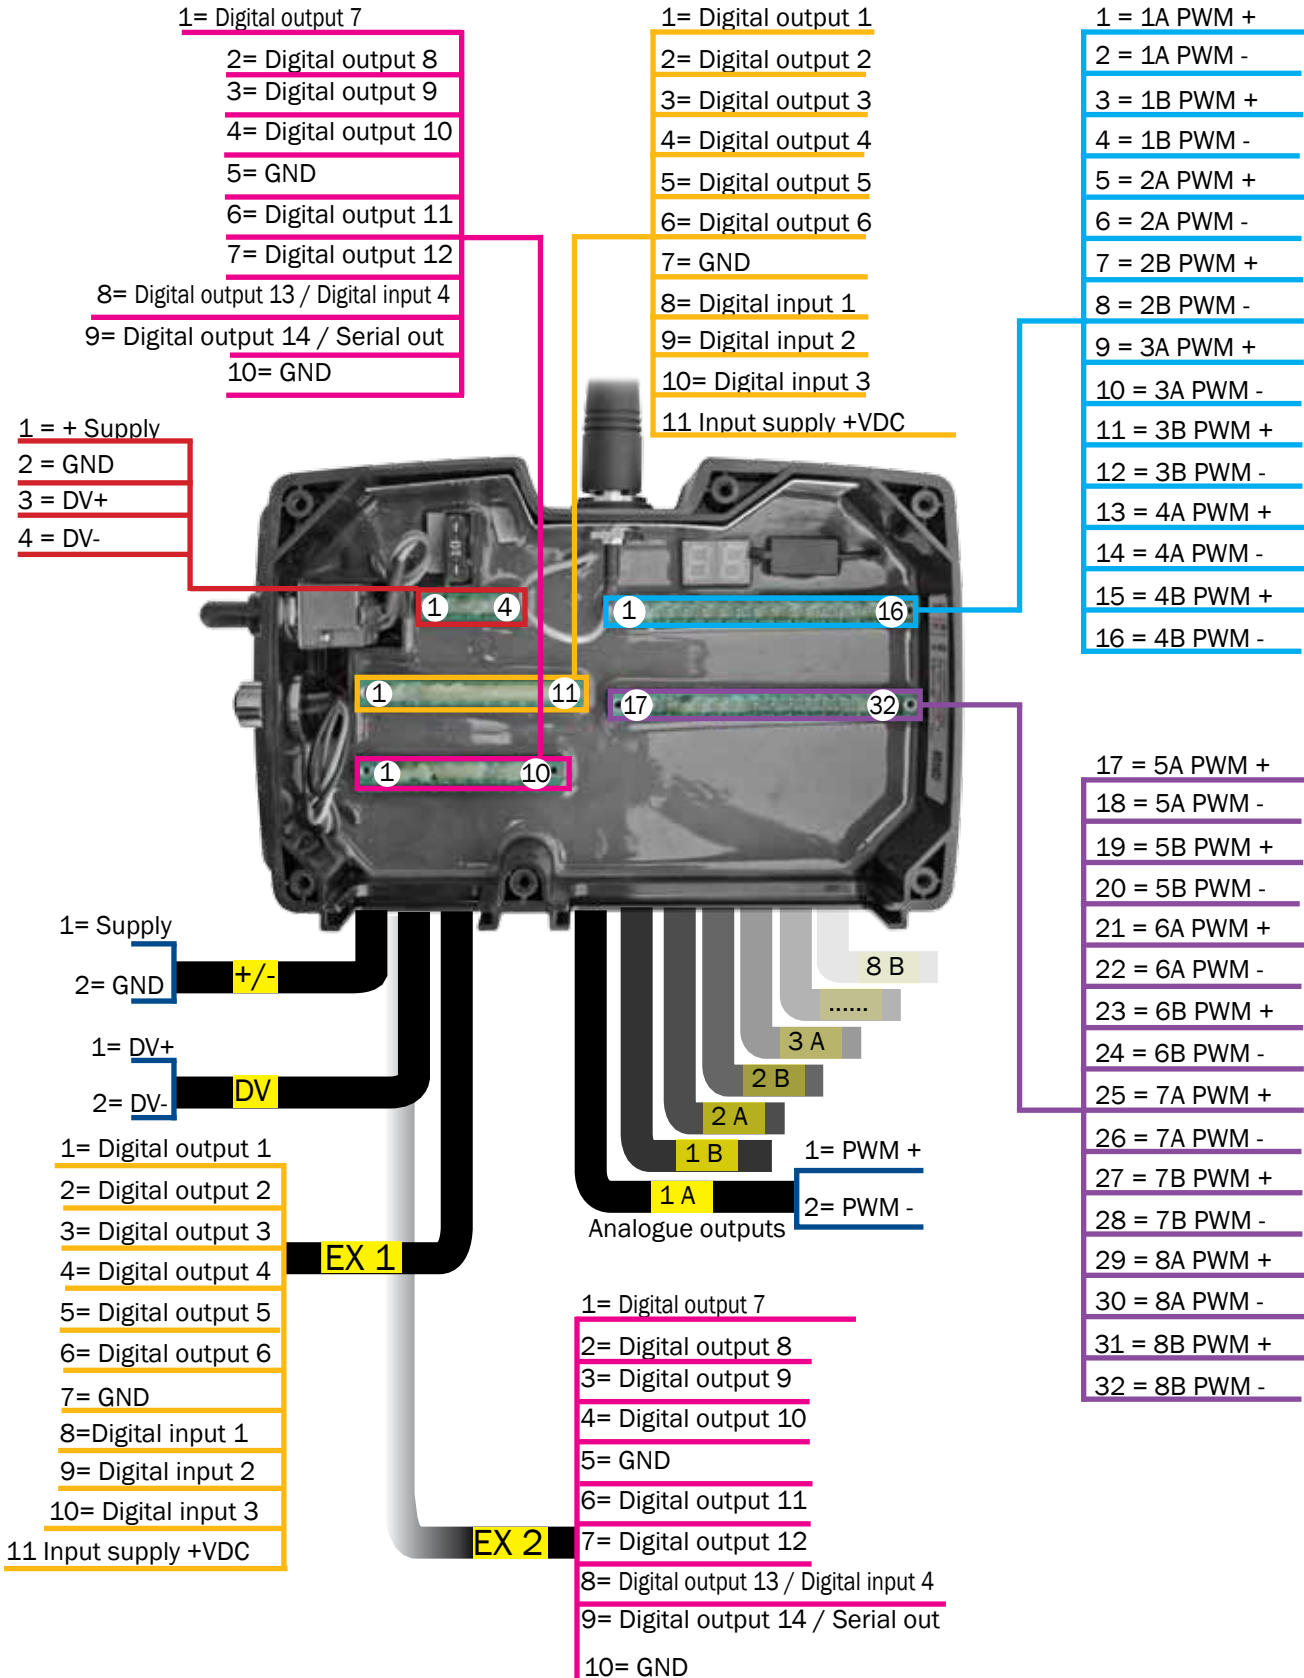 1= Digital output 7
2= Digital output 8
3= Digital output 9
4= Digital output 10
5= GND
6= Digital output 11
7= Digital output 12
8= Digital output 13 / Digital input 4
9= Digital output 14 / Serial out
10= GND
1= Digital output 1
2= Digital output 2
3= Digital output 3
4= Digital output 4
5= Digital output 5
6= Digital output 6
7= GND
8= Digital input 1
9= Digital input 2
10= Digital input 3
11 Input supply +VDC
1 = 1A PWM +
2 = 1A PWM -
3 = 1B PWM +
4 = 1B PWM -
5 = 2A PWM +
6 = 2A PWM -
7 = 2B PWM +
8 = 2B PWM -
9 = 3A PWM +
10 = 3A PWM -
11 = 3B PWM +
12 = 3B PWM -
13 = 4A PWM +
14 = 4A PWM -
15 = 4B PWM +
16 = 4B PWM -
1 = + Supply
2 = GND
3 = DV+
4 = DV-
1 4
1 16
1 11
17 32
1 10
17 = 5A PWM +
18 = 5A PWM -
19 = 5B PWM +
20 = 5B PWM -
21 = 6A PWM +
22 = 6A PWM -
23 = 6B PWM +
24 = 6B PWM -
25 = 7A PWM +
26 = 7A PWM -
27 = 7B PWM +
28 = 7B PWM -
29 = 8A PWM +
30 = 8A PWM -
31 = 8B PWM +
32 = 8B PWM -
1= Supply
2= GND
+/-
1= DV+
2= DV-
DV
8 B
......
3 A
2 B
2 A
1 B
1 A
1= PWM +
2= PWM -
Analogue outputs
1= Digital output 1
2= Digital output 2
3= Digital output 3
4= Digital output 4
5= Digital output 5
6= Digital output 6
7= GND
8=Digital input 1
9= Digital input 2
10= Digital input 3
11 Input supply +VDC
EX 1
EX 2
1= Digital output 7
2= Digital output 8
3= Digital output 9
4= Digital output 10
5= GND
6= Digital output 11
7= Digital output 12
8= Digital output 13 / Digital input 4
9= Digital output 14 / Serial out
10= GND